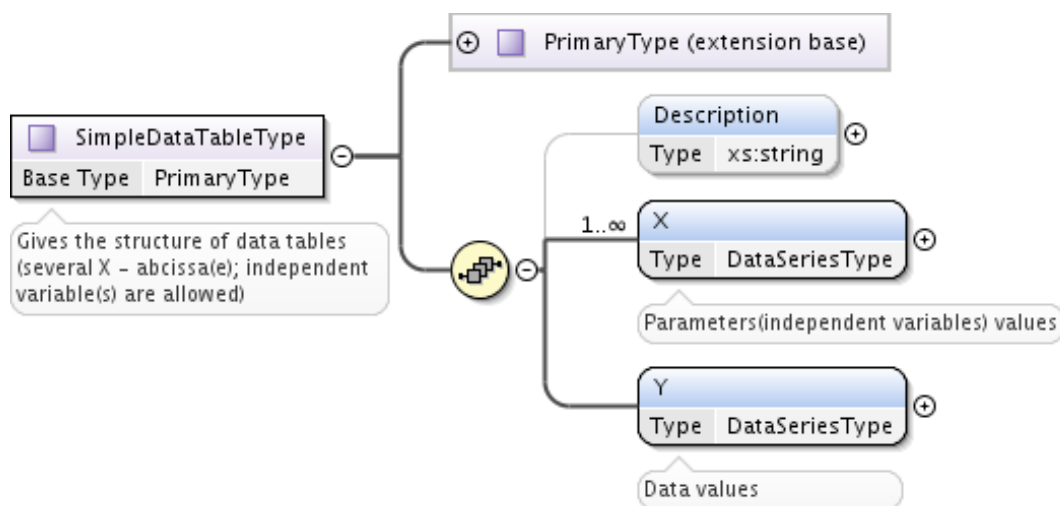 PrimaryType (extension base)
SimpleDataTableType
Base Type PrimaryType
Gives the structure of data tables
(several X - abcissa(e); independent
variable(s) are allowed)
Description
Type xs:string
1..∞
X
Type DataSeriesType
Parameters(independent variables) values
Y
Type DataSeriesType
Data values